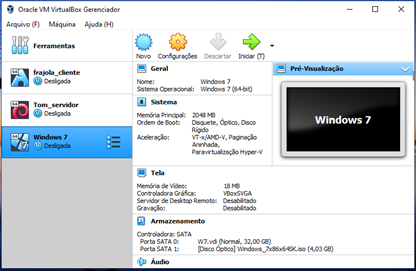 Oracle VM VirtualBox Gerenciador
Arquivo (F) Máquina Ajuda (H)
Ferramentas
Novo Configurações Descartar Iniciar (T)
frajola_cliente
Desligada
Tom_servidor
Desligada
Windows 7
Desligada
Geral
Nome: Windows 7
Sistema Operacional: Windows 7 (64-bit)
Sistema
Memória Principal: 2048 MB
Ordem de Boot: Disquete, Óptico, Disco
Rígido
Aceleração: VT-x/AMD-V, Paginação
Aninhada,
Paravirtualização Hyper-V
Pré-Visualização
Windows 7
Tela
Memória de Vídeo: 18 MB
Controladora Gráfica: VBoxSVGA
Servidor de Desktop Remoto: Desabilitado
Gravação: Desabilitado
Armazenamento
Controladora: SATA
Porta SATA 0: W7.vdi (Normal, 32,00 GB)
Porta SATA 1: [Disco Óptico] Windows_7x86x64SK.iso (4,03 GB)
Áudio